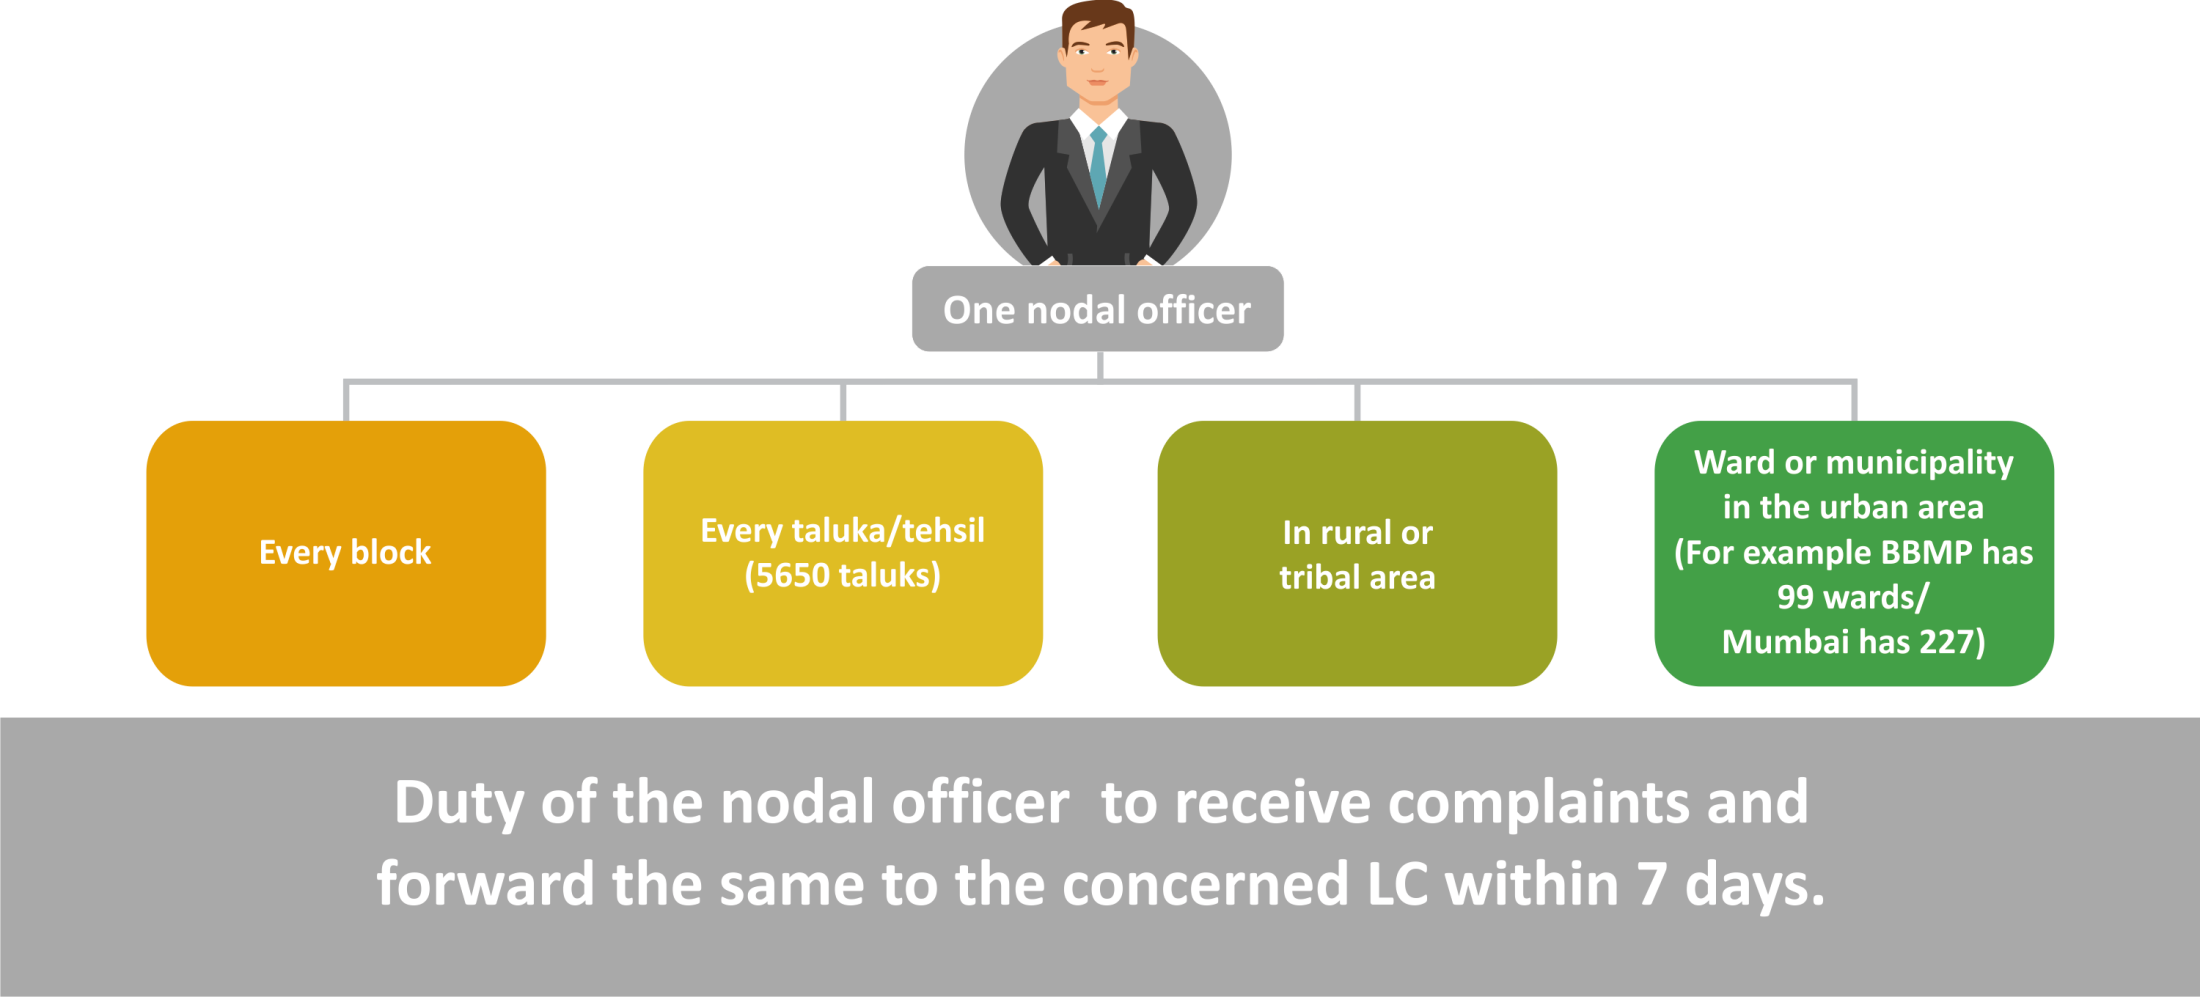 One nodal officer
Every block
Every taluka/tehsil
(5650 taluks)
In rural or
tribal area
Ward or municipality
in the urban area
(For example BBMP has
99 wards/
Mumbai has 227)
Duty of the nodal officer  to receive complaints and
forward the same to the concerned LC within 7 days.